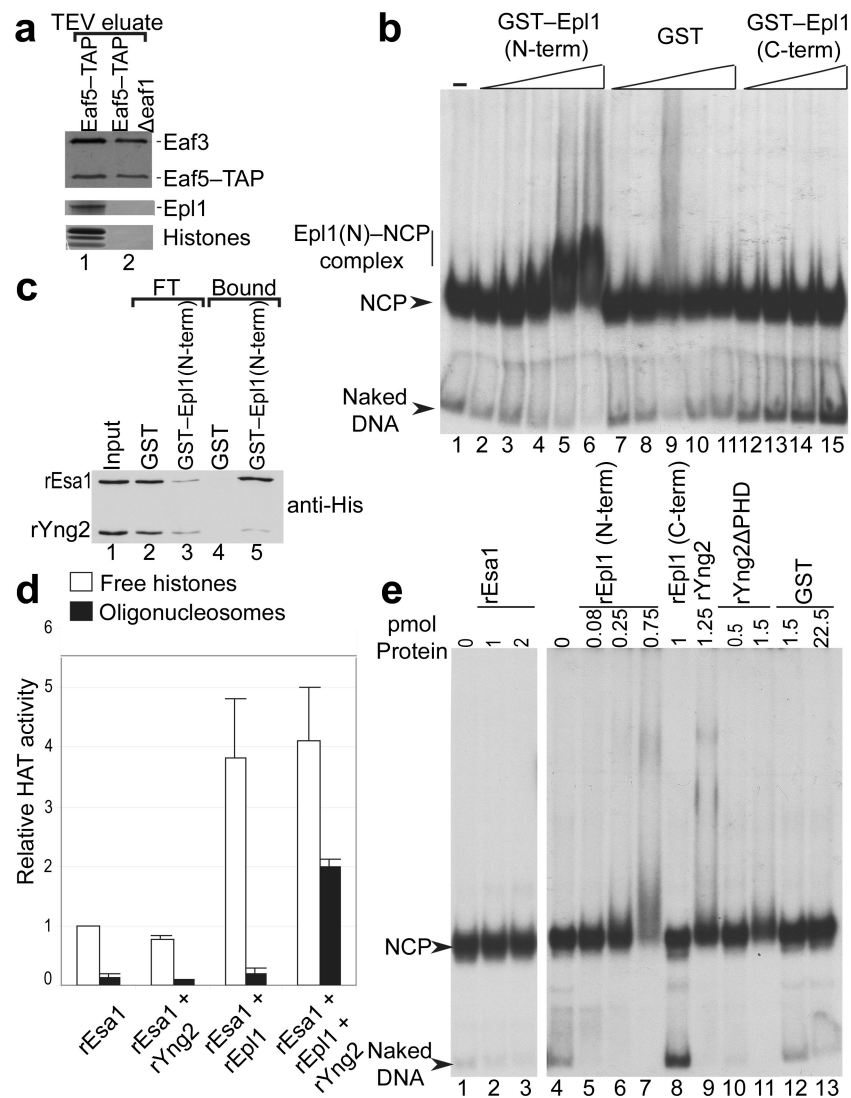 a
TEV eluate
Eaf5–TAP
Eaf5–TAP
Δeaf1
Eaf3
Eaf5–TAP
Epl1
Histones
1 2
b
GST–Epl1
(N-term)
GST
GST–Epl1
(C-term)
–
Epl1(N)–NCP
complex
NCP
Naked
DNA
1 2 3 4 5 6 7 8 9 10 11 12 13 14 15
c
FT Bound
Input
GST
GST–Epl1(N-term)
GST
GST–Epl1(N-term)
rEsa1
rYng2
anti-His
1 2 3 4 5
d
Free histones
Oligonucleosomes
Relative HAT activity
6
5
4
3
2
1
0
rEsa1
rEsa1 +
rYng2
rEsa1 +
rEpl1
rEsa1 +
rEpl1 +
rYng2
e
rEsa1
rEpl1 (N-term)
rEpl1 (C-term)
rYng2
rYng2ΔPHD
GST
pmol
Protein
0 1 2 0 0.08 0.25 0.75 1 1.25 0.5 1.5 1.5 22.5
NCP
Naked
DNA
1 2 3 4 5 6 7 8 9 10 11 12 13